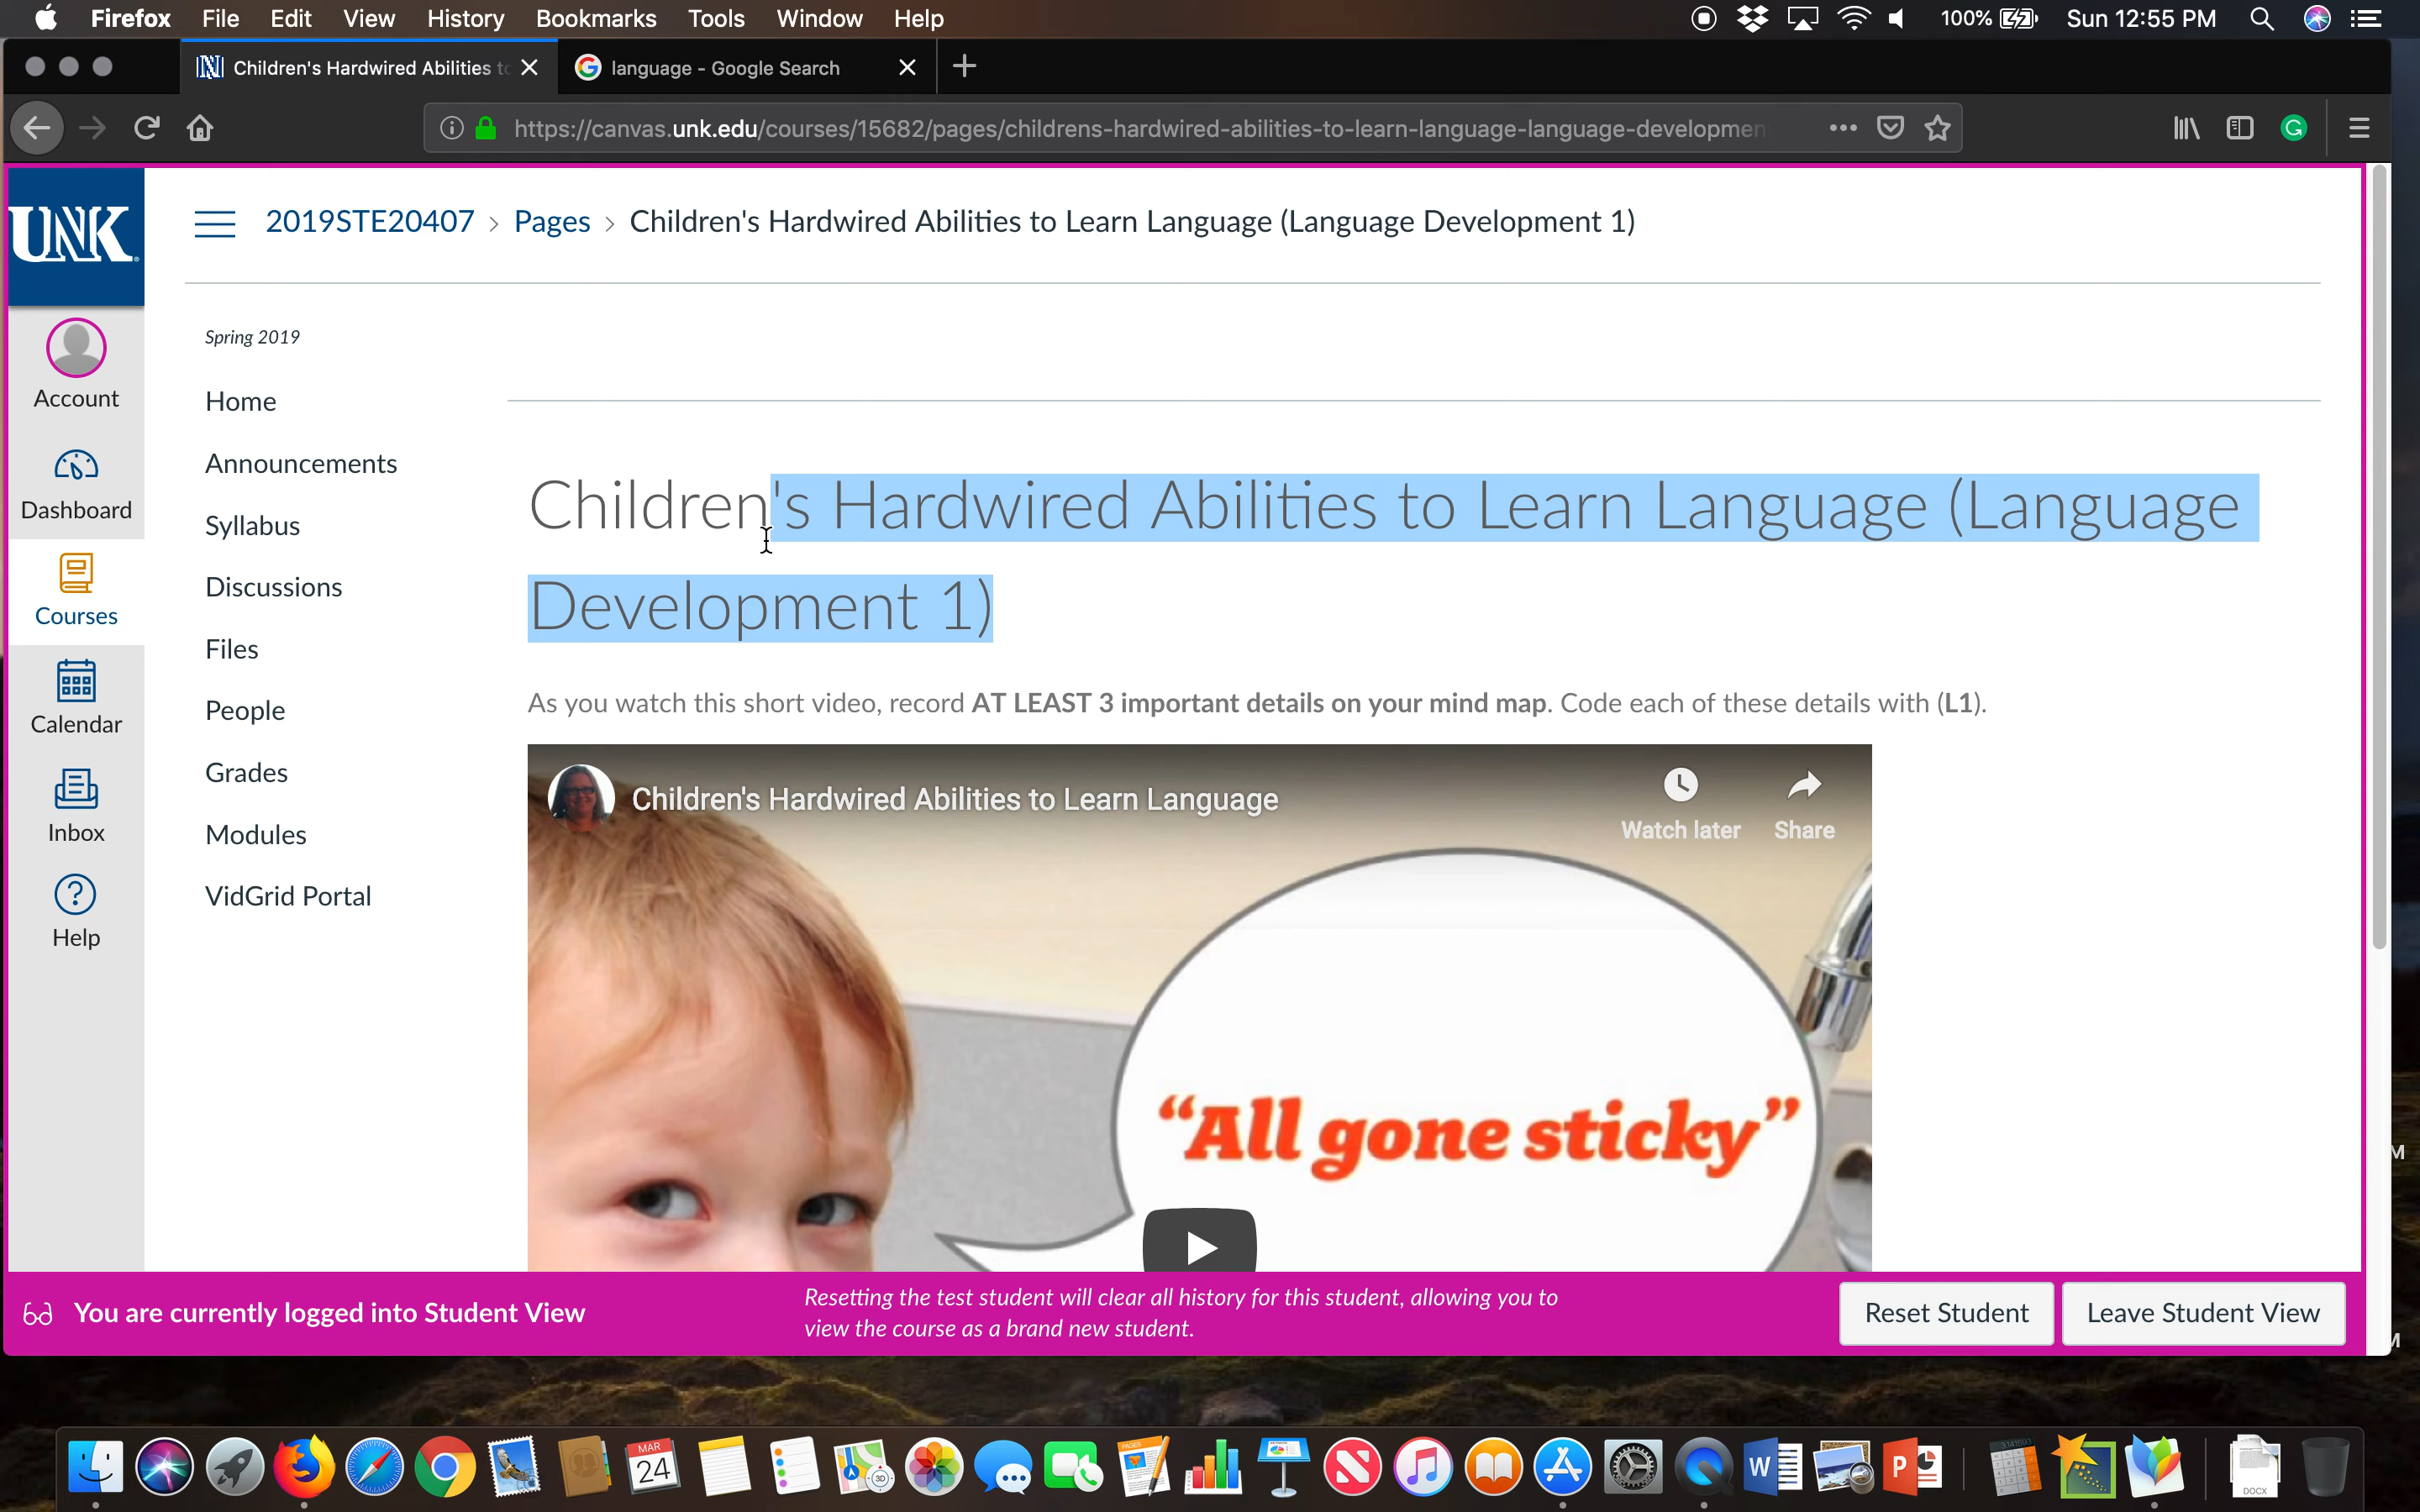 Firefox File Edit View History Bookmarks Tools Window Help 100% Sun 12:55 PM
Children's Hardwired Abilities to
language - Google Search
https://canvas.unk.edu/courses/15682/pages/childrens-hardwired-abilities-to-learn-language-language-developmen
UNK
2019STE20407 > Pages > Children's Hardwired Abilities to Learn Language (Language Development 1)
Spring 2019
Account
Dashboard
Courses
Calendar
Inbox
Help
Home
Announcements
Syllabus
Discussions
Files
People
Grades
Modules
VidGrid Portal
Children's Hardwired Abilities to Learn Language (Language
Development 1)
As you watch this short video, record AT LEAST 3 important details on your mind map. Code each of these details with (L1).
Children's Hardwired Abilities to Learn Language
Watch later
Share
“All gone sticky”
You are currently logged into Student View
Resetting the test student will clear all history for this student, allowing you to
view the course as a brand new student.
Reset Student
Leave Student View
MAR
24
PAGES
3D
W
P
DOCX